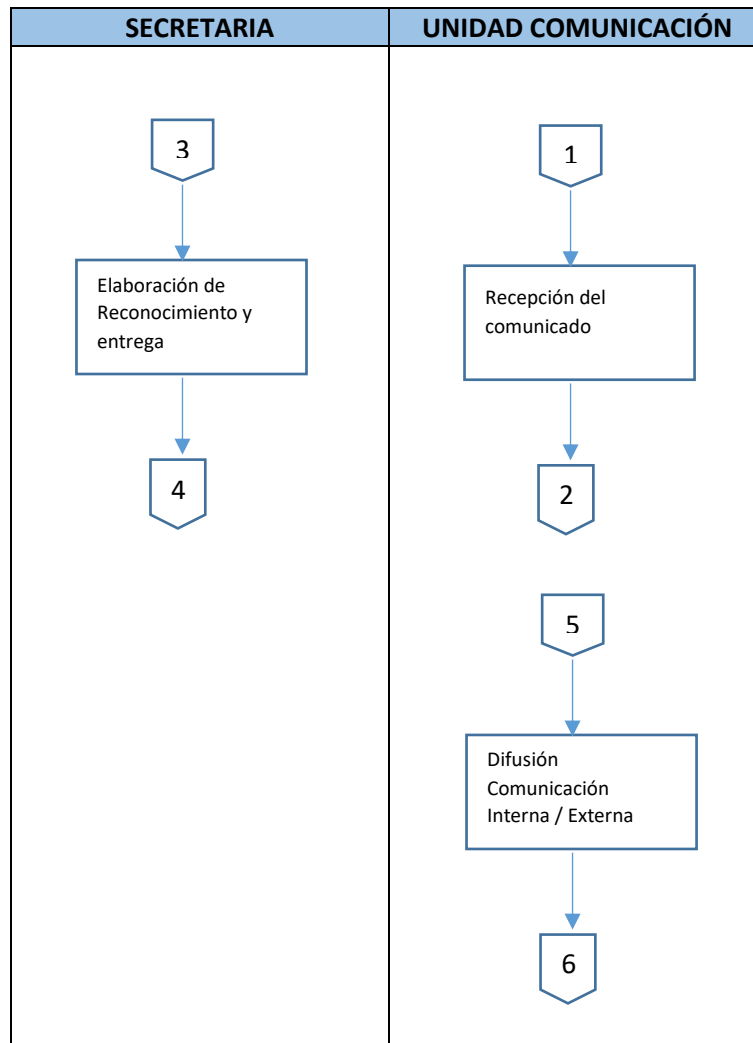 SECRETARIA
UNIDAD COMUNICACIÓN
3
Elaboración de
Reconocimiento y
entrega
4
1
Recepción del
comunicado
2
5
Difusión
Comunicación
Interna / Externa
6